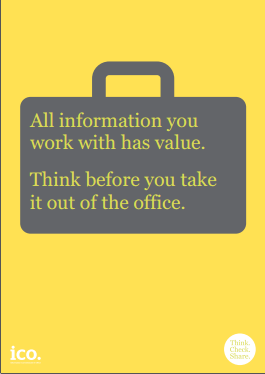 All information you
work with has value.
Think before you take
it out of the office.
ico.
Think.
Check.
Share.